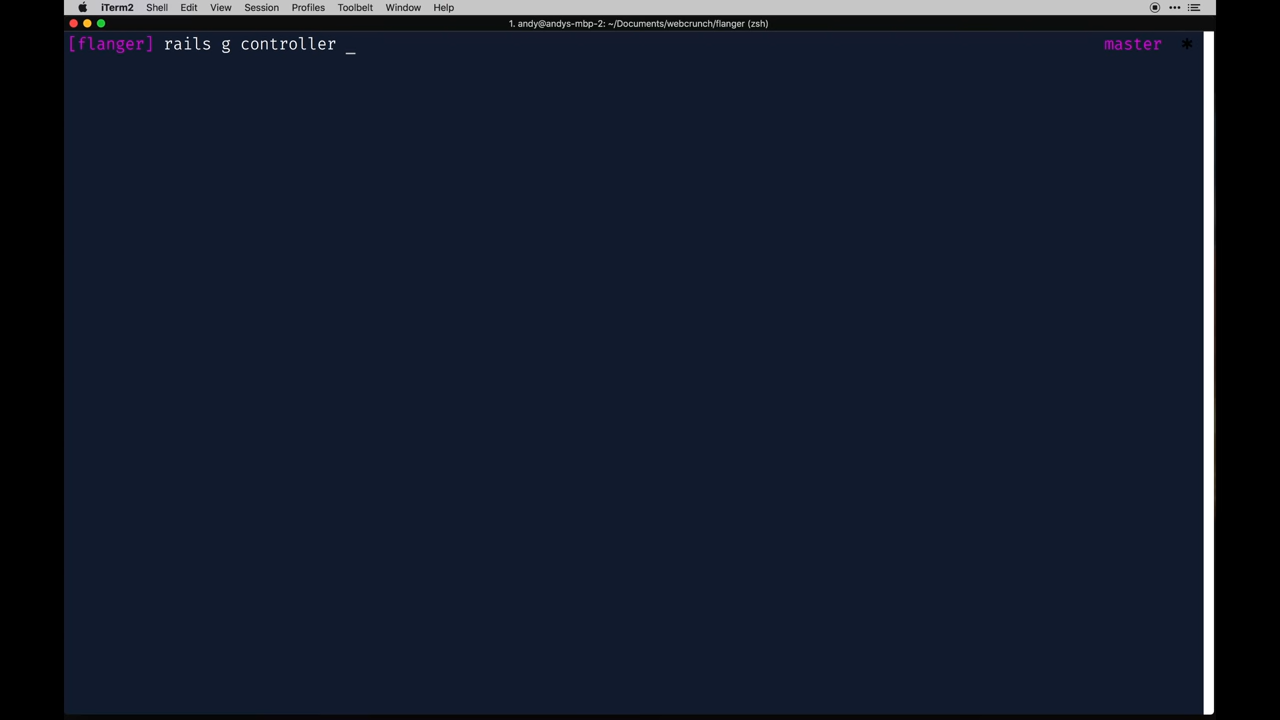 iTerm2 Shell Edit View Session Profiles Toolbelt Window Help
1. andy@andys-mbp-2: ~/Documents/webcrunch/flanger (zsh)
[flanger] rails g controller _ master *